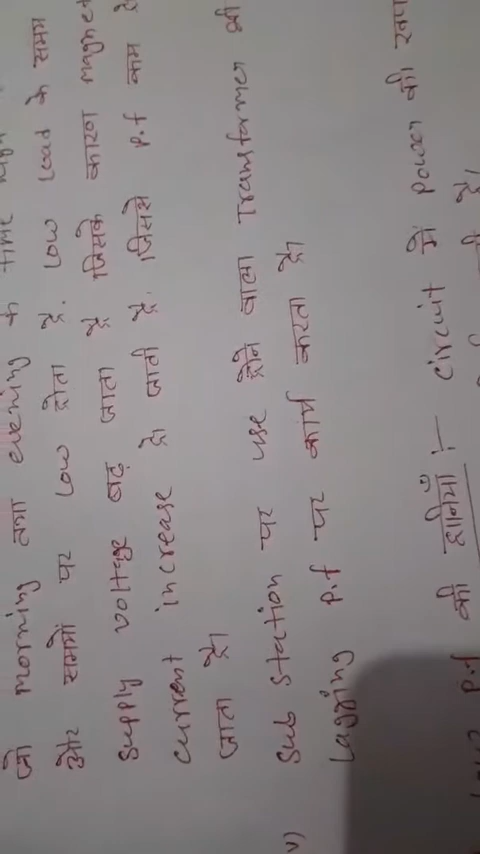 जो morning तथा evening के time
और समयों पर low होता है. low load के समय
supply voltage बढ़ जाता है जिसके कारण magnet
current increase हो जाती है. जिससे p.f कम
जाता है।
v) sub station पर use होने वाला transformer भी
lagging p.f पर कार्य करता है।
p.f की हानियाँ :- circuit में power की
है।